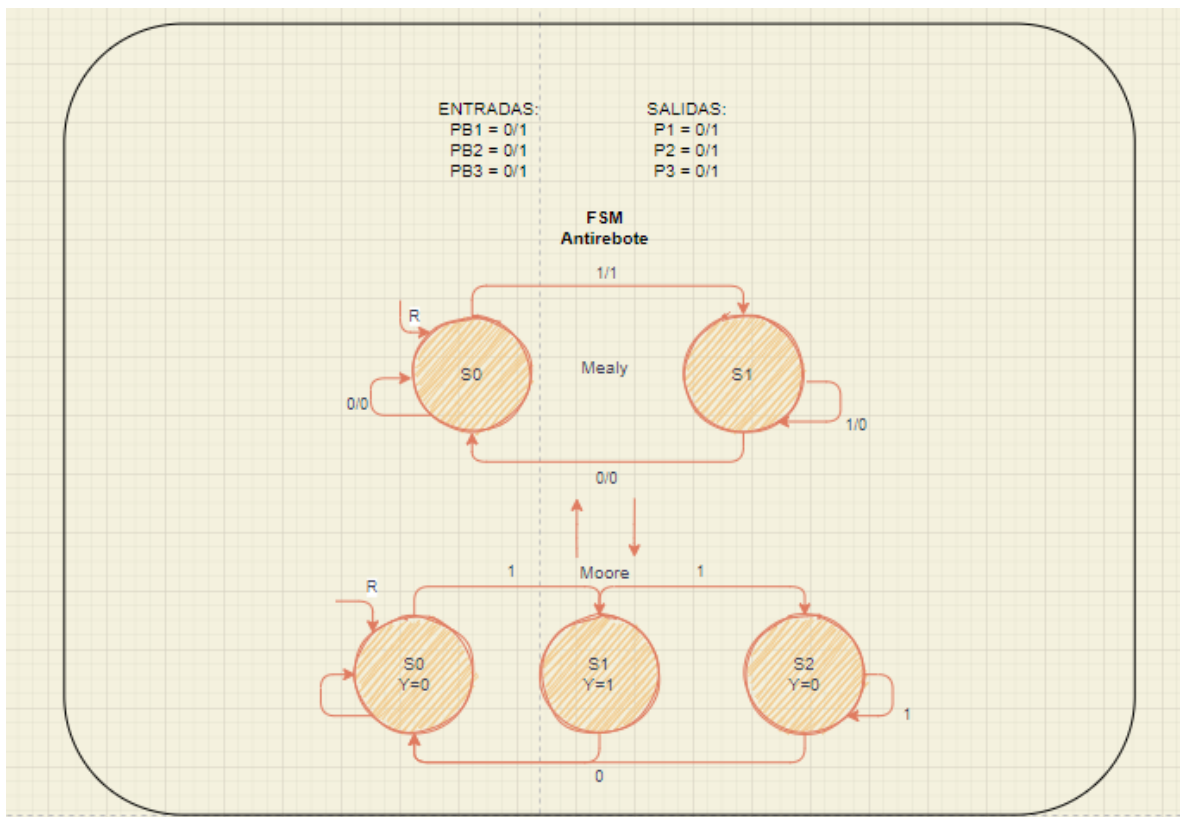 ENTRADAS:
PB1 = 0/1
PB2 = 0/1
PB3 = 0/1
SALIDAS:
P1 = 0/1
P2 = 0/1
P3 = 0/1
FSM
Antirebote
1/1
R
S0
Mealy
S1
0/0
1/0
0/0
1
Moore
1
R
S0
Y=0
S1
Y=1
S2
Y=0
1
0